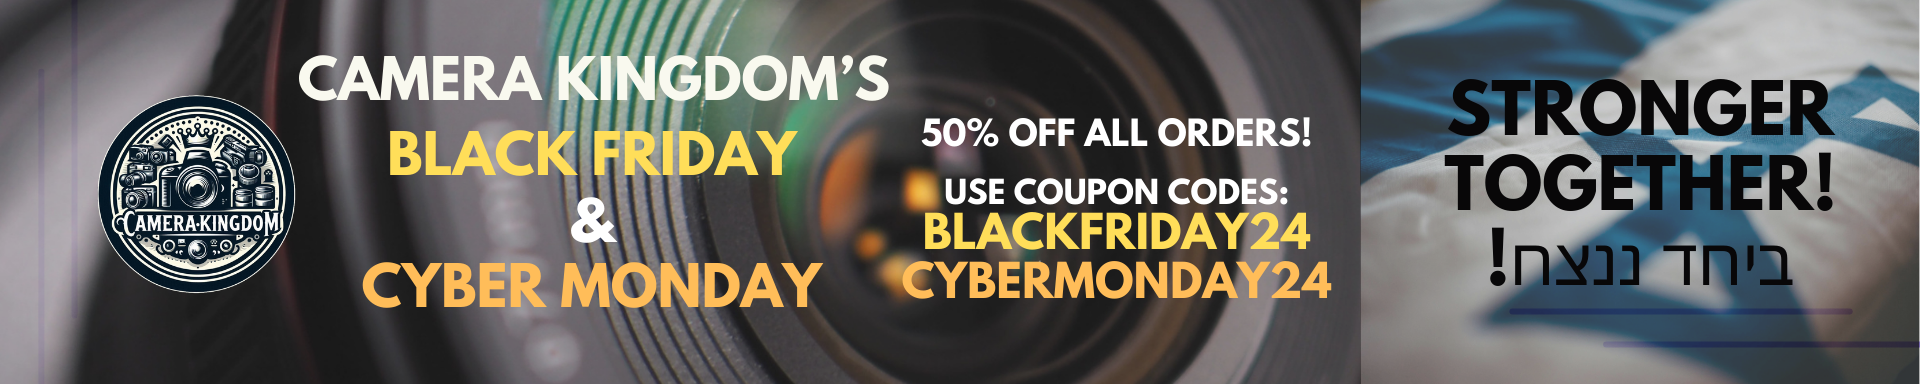 CAMERA·KINGDOM
CAMERA KINGDOM’S
BLACK FRIDAY
&
CYBER MONDAY
50% OFF ALL ORDERS!
USE COUPON CODES:
BLACKFRIDAY24
CYBERMONDAY24
STRONGER
TOGETHER!
ביחד ננצח!